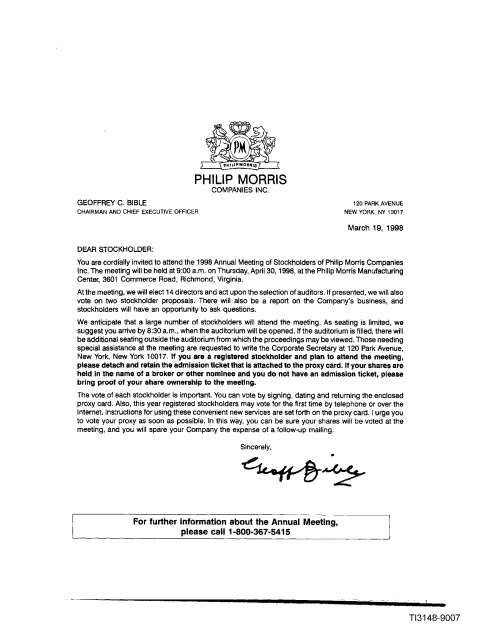 PM
PHILIP MORRIS
PHILIP MORRIS
COMPANIES INC.
GEOFFREY C. BIBLE
CHAIRMAN AND CHIEF EXECUTIVE OFFICER
120 PARK AVENUE
NEW YORK, NY 10017
March 19, 1998
DEAR STOCKHOLDER:
You are cordially invited to attend the 1998 Annual Meeting of Stockholders of Philip Morris Companies
Inc. The meeting will be held at 9:00 a.m. on Thursday, April 30, 1998, at the Philip Morris Manufacturing
Center, 3601 Commerce Road, Richmond, Virginia.
At the meeting, we will elect 14 directors and act upon the selection of auditors. If presented, we will also
vote on two stockholder proposals. There will also be a report on the Company's business, and
stockholders will have an opportunity to ask questions.
We anticipate that a large number of stockholders will attend the meeting. As seating is limited, we
suggest you arrive by 8:30 a.m., when the auditorium will be opened. If the auditorium is filled, there will
be additional seating outside the auditorium from which the proceedings may be viewed. Those needing
special assistance at the meeting are requested to write the Corporate Secretary at 120 Park Avenue,
New York, New York 10017. If you are a registered stockholder and plan to attend the meeting,
please detach and retain the admission ticket that is attached to the proxy card. If your shares are
held in the name of a broker or other nominee and you do not have an admission ticket, please
bring proof of your share ownership to the meeting.
The vote of each stockholder is important. You can vote by signing, dating and returning the enclosed
proxy card. Also, this year registered stockholders may vote for the first time by telephone or over the
Internet. Instructions for using these convenient new services are set forth on the proxy card. I urge you
to vote your proxy as soon as possible. In this way, you can be sure your shares will be voted at the
meeting, and you will spare your Company the expense of a follow-up mailing.
Sincerely,
Geoff Bible
For further information about the Annual Meeting,
please call 1-800-367-5415
TI3148-9007